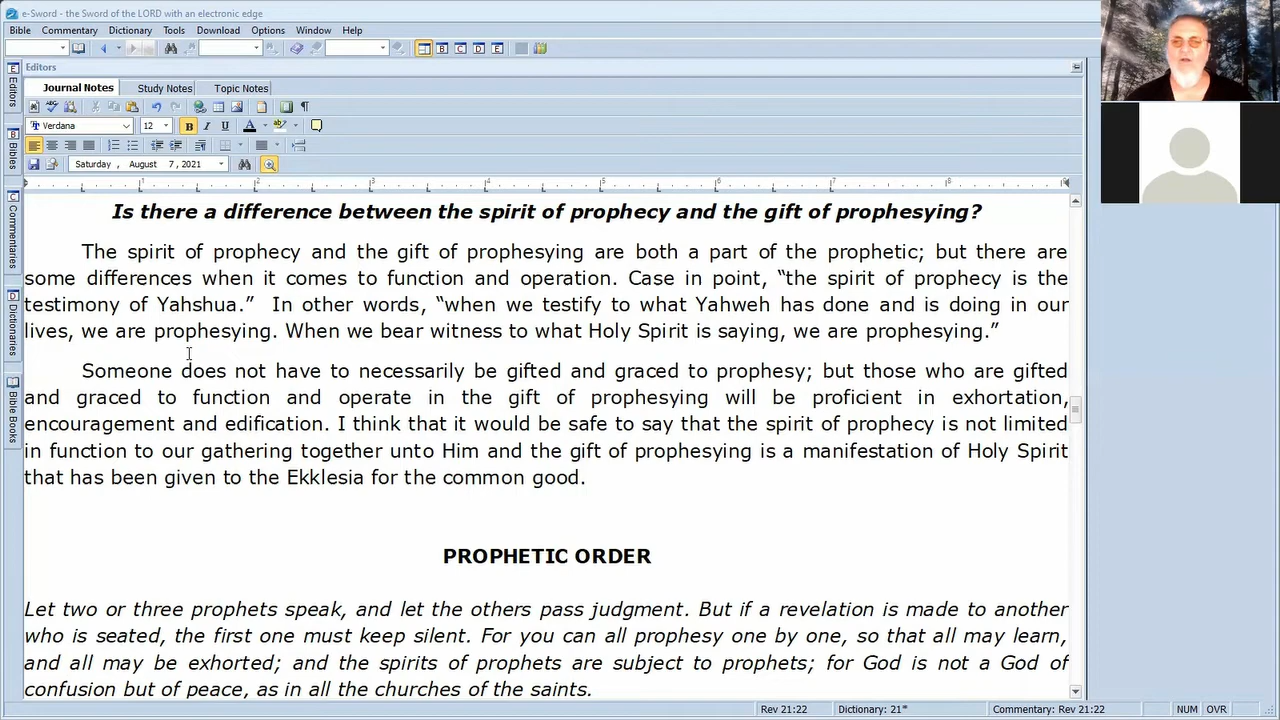 e-Sword - the Sword of the LORD with an electronic edge
Bible Commentary Dictionary Tools Download Options Window Help
B C D E
Editors
Journal Notes Study Notes Topic Notes
Verdana 12 B I U A
Saturday , August 7 , 2021
Editors
Bibles
Commentaries
Dictionaries
Bible Books
1 2 3 4 5 6 7 8
Is there a difference between the spirit of prophecy and the gift of prophesying?
The spirit of prophecy and the gift of prophesying are both a part of the prophetic; but there are
some differences when it comes to function and operation. Case in point, “the spirit of prophecy is the
testimony of Yahshua.” In other words, “when we testify to what Yahweh has done and is doing in our
lives, we are prophesying. When we bear witness to what Holy Spirit is saying, we are prophesying.”
Someone does not have to necessarily be gifted and graced to prophesy; but those who are gifted
and graced to function and operate in the gift of prophesying will be proficient in exhortation,
encouragement and edification. I think that it would be safe to say that the spirit of prophecy is not limited
in function to our gathering together unto Him and the gift of prophesying is a manifestation of Holy Spirit
that has been given to the Ekklesia for the common good.
PROPHETIC ORDER
Let two or three prophets speak, and let the others pass judgment. But if a revelation is made to another
who is seated, the first one must keep silent. For you can all prophesy one by one, so that all may learn,
and all may be exhorted; and the spirits of prophets are subject to prophets; for God is not a God of
confusion but of peace, as in all the churches of the saints.
Rev 21:22 Dictionary: 21* Commentary: Rev 21:22 NUM OVR